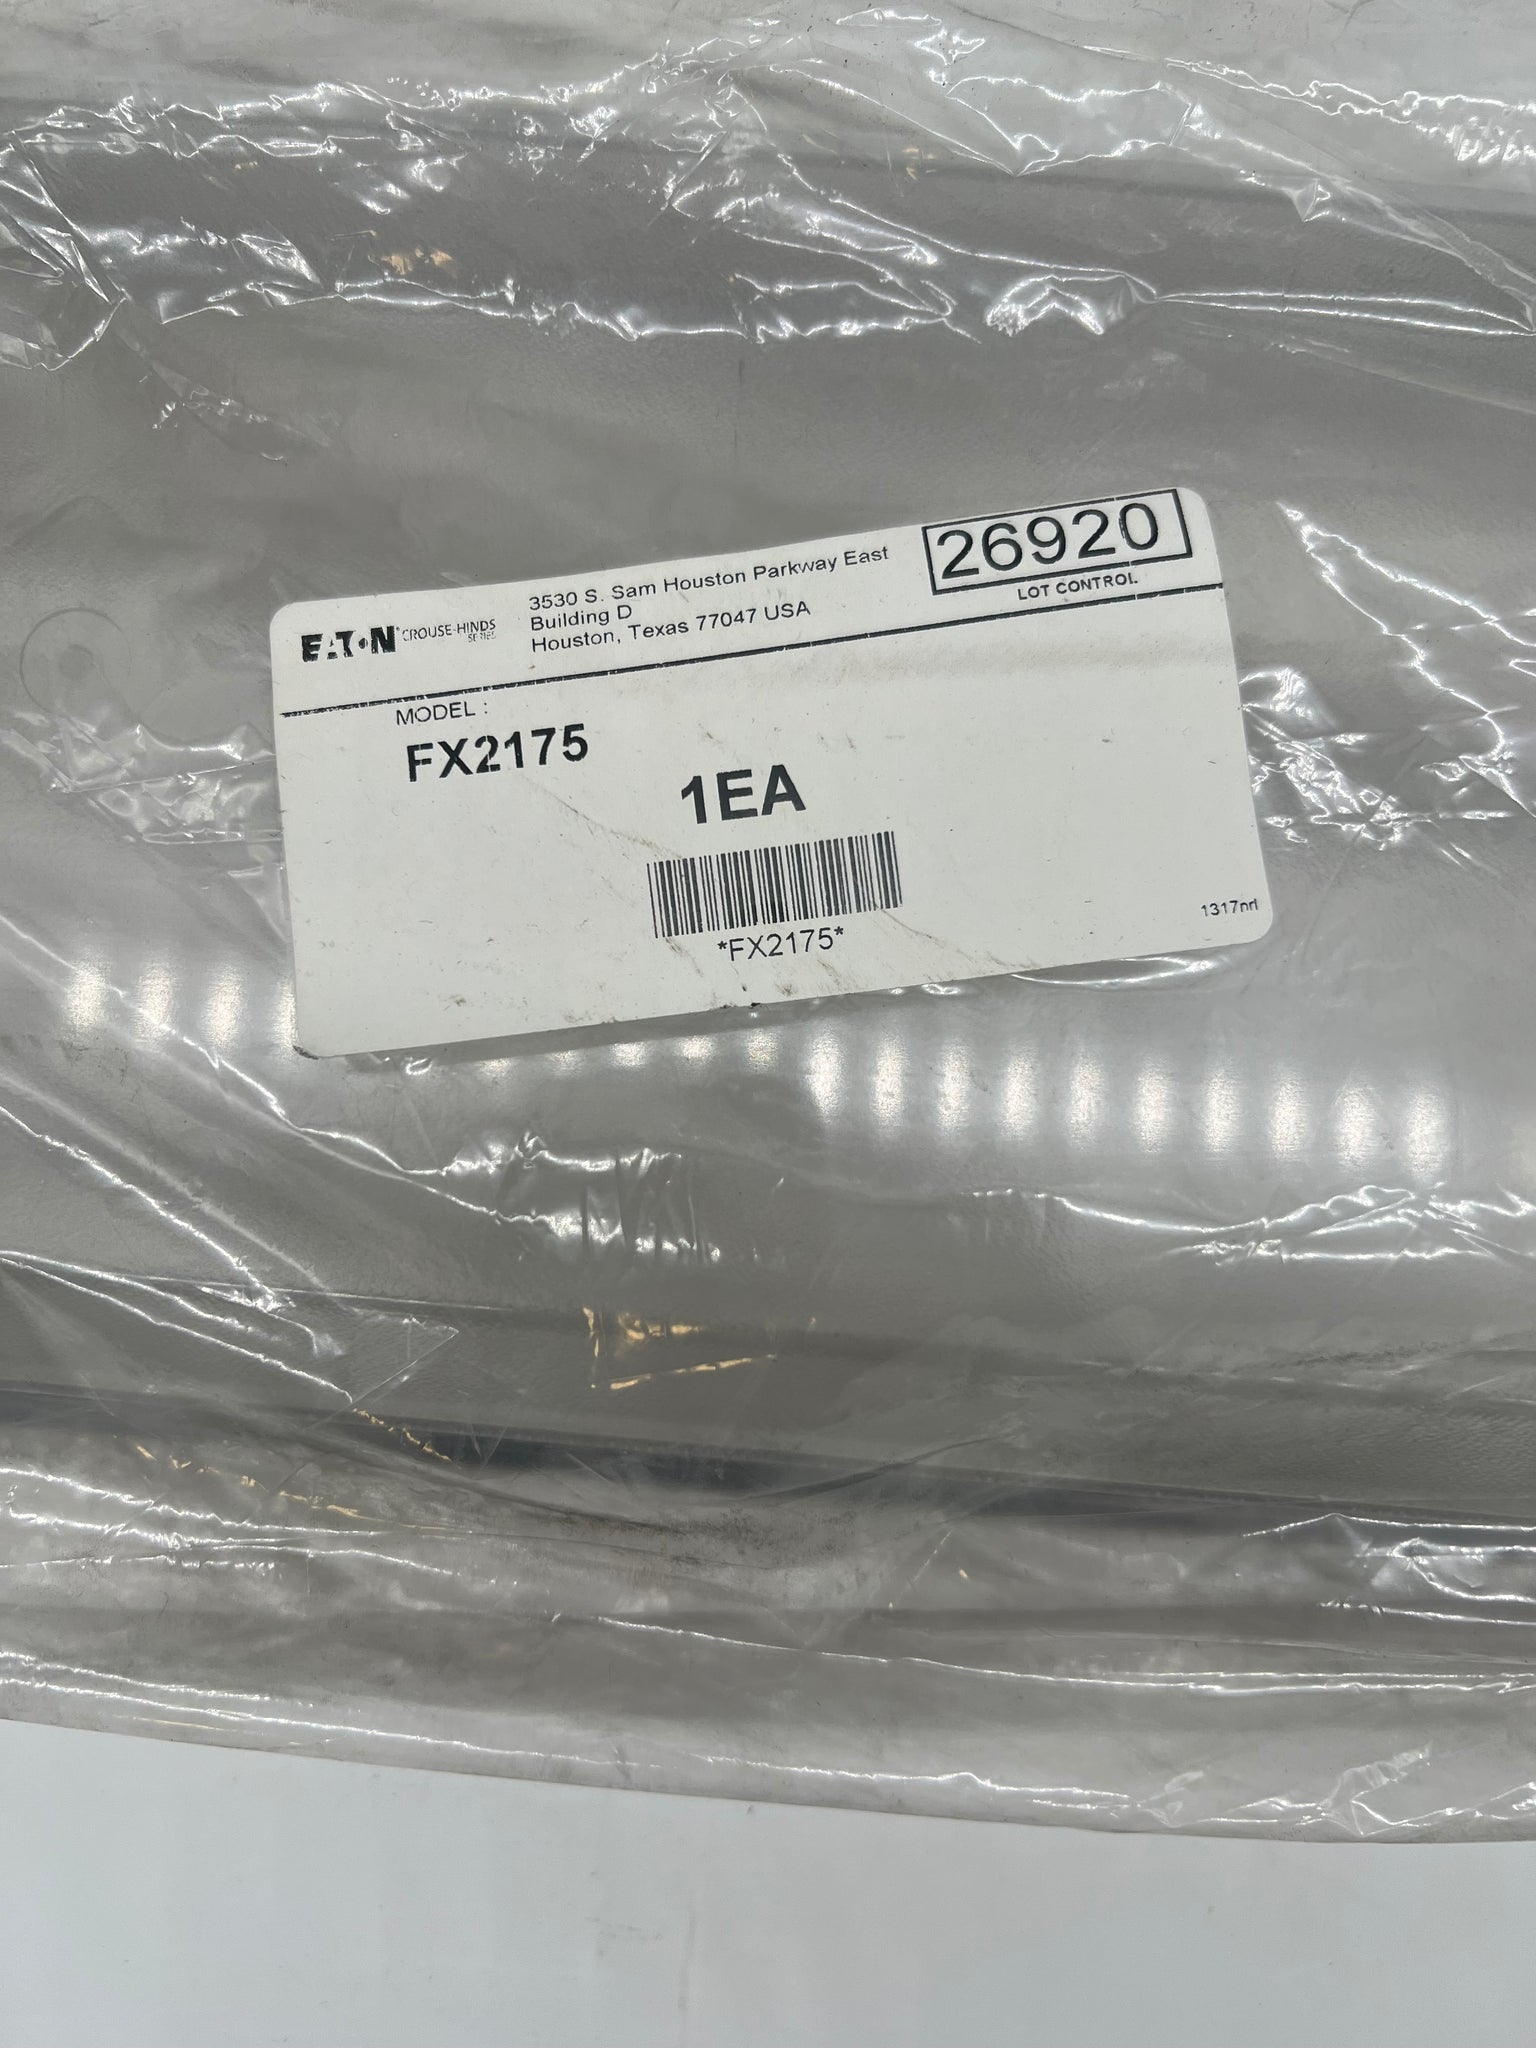 EATON CROUSE-HINDS
SERIES
3530 S. Sam Houston Parkway East
Building D
Houston, Texas 77047 USA
26920
LOT CONTROL
MODEL :
FX2175
1EA
*FX2175*
1317nrl